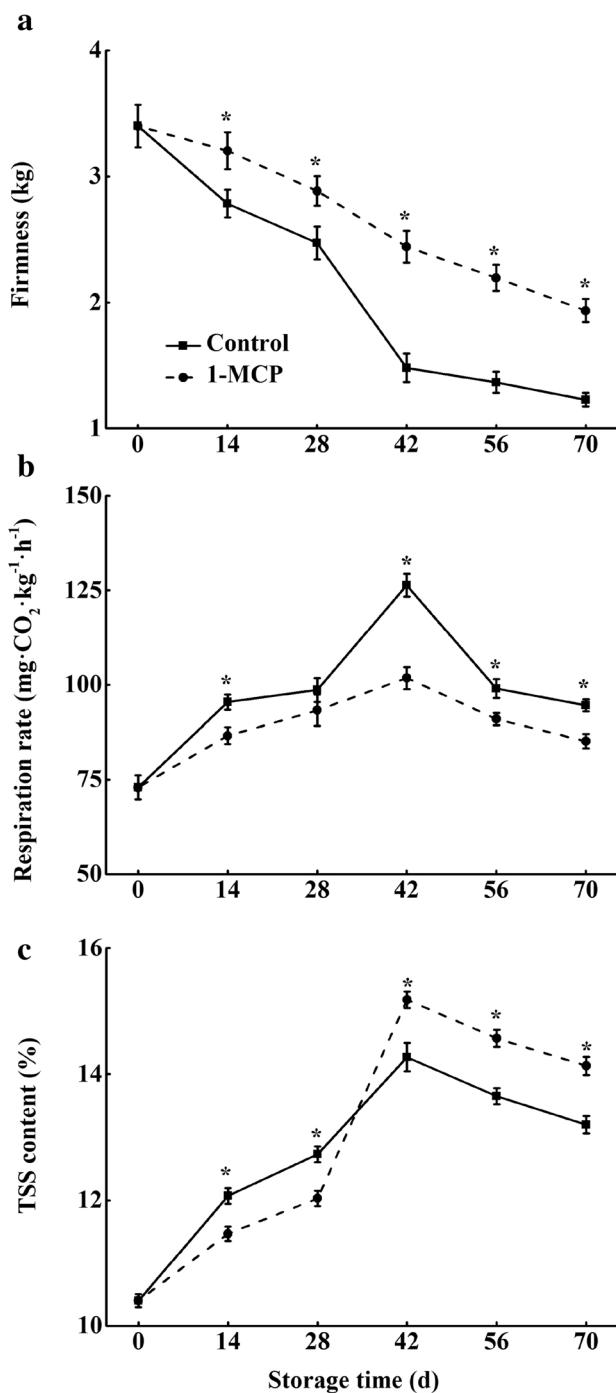 a
4
3
2
1
Firmness (kg)
*
*
*
*
*
Control
1-MCP
0 14 28 42 56 70
b
150
125
100
75
50
Respiration rate (mg·CO₂·kg⁻¹·h⁻¹)
*
*
*
*
0 14 28 42 56 70
c
16
14
12
10
TSS content (%)
*
*
*
*
*
0 14 28 42 56 70
Storage time (d)